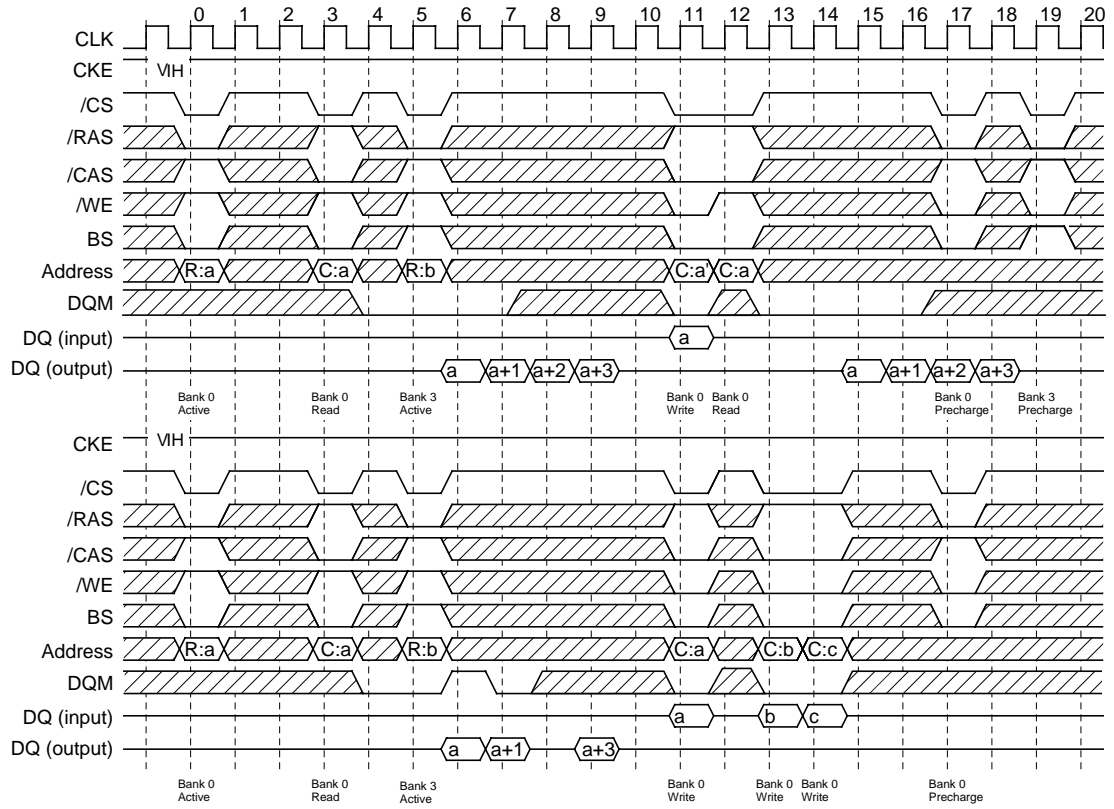 0 1 2 3 4 5 6 7 8 9 10 11 12 13 14 15 16 17 18 19 20
CLK
CKE VIH
/CS
/RAS
/CAS
/WE
BS
Address R:a C:a R:b C:a' C:a
DQM
DQ (input) a
DQ (output) a a+1 a+2 a+3 a a+1 a+2 a+3
Bank 0 Bank 0 Bank 3 Bank 0 Bank 0 Bank 0 Bank 3
Active Read Active Write Read Precharge Precharge
CKE VIH
/CS
/RAS
/CAS
/WE
BS
Address R:a C:a R:b C:a C:b C:c
DQM
DQ (input) a b c
DQ (output) a a+1 a+3
Bank 0 Bank 0 Bank 3 Bank 0 Bank 0 Bank 0 Bank 0
Active Read Active Write Write Write Precharge